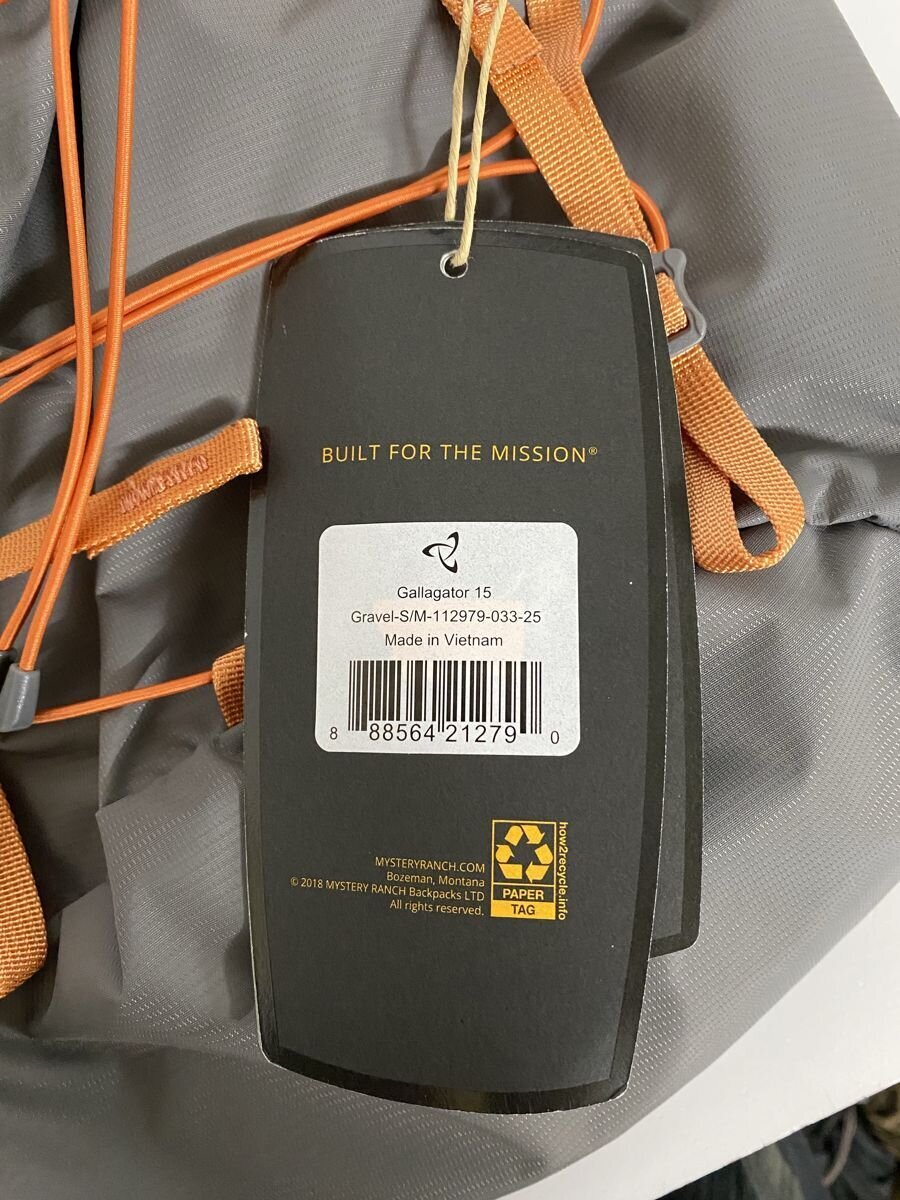 BUILT FOR THE MISSION®
Gallagator 15
Gravel-S/M-112979-033-25
Made in Vietnam
8 88564 21279 0
MYSTERYRANCH.COM
Bozeman, Montana
© 2018 MYSTERY RANCH Backpacks LTD
All rights reserved.
PAPER
TAG
how2recycle.info